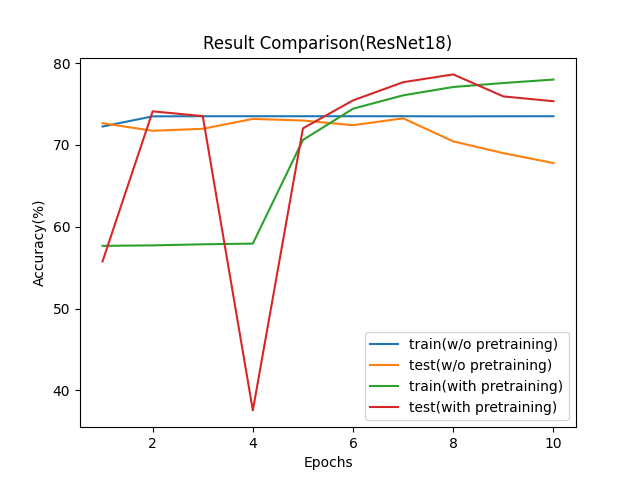 Result Comparison(ResNet18)
80
70
60
50
40
Accuracy(%)
train(w/o pretraining)
test(w/o pretraining)
train(with pretraining)
test(with pretraining)
2
4
6
8
10
Epochs